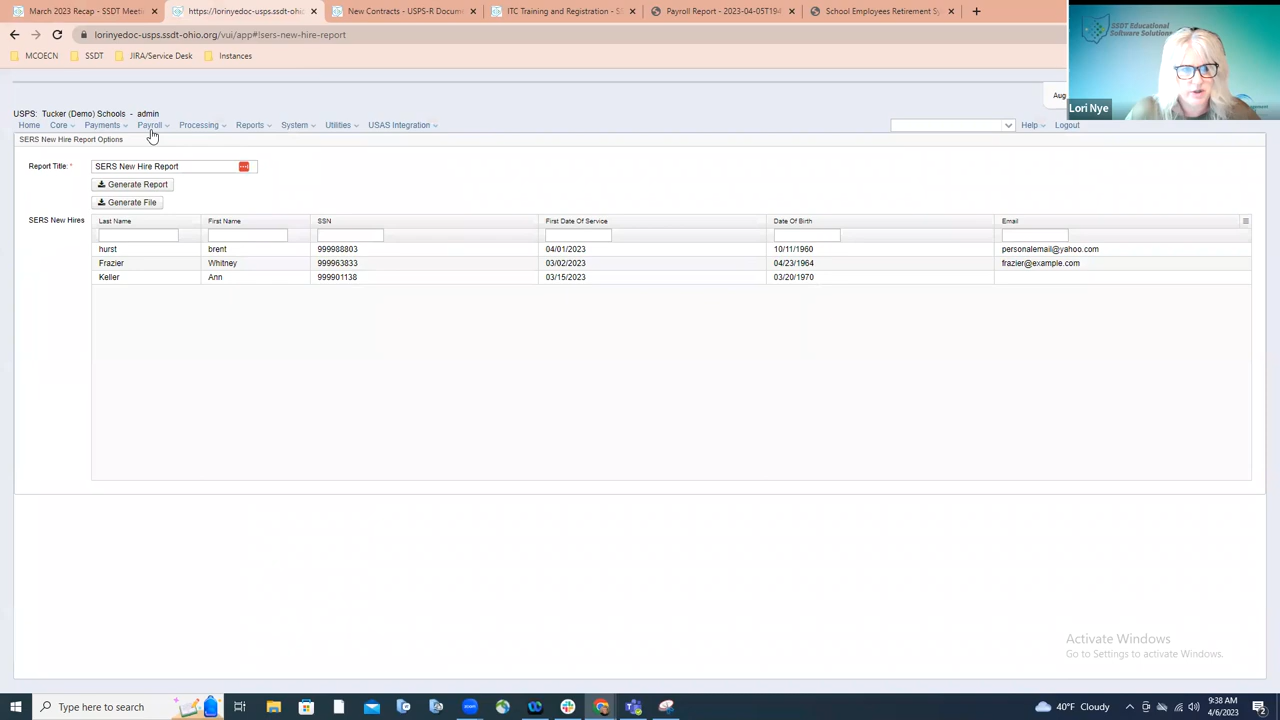 March 2023 Recap - SSDT Meetin
https://lorinyedoc-usps.ssdt-ohio
New Contracts - USPS-R Docume
ITC Training and Registration - SS
Payroll Report - 2023-04-05T194
School Employees Retirement Sy
lorinyedoc-usps.ssdt-ohio.org/vui/app#!sers-new-hire-report
MCOECN
SSDT
JIRA/Service Desk
Instances
SSDT Educational
Software Solutions
Lori Nye
Aug
USPS: Tucker (Demo) Schools - admin
Home Core Payments Payroll Processing Reports System Utilities USAS Integration Help Logout
SERS New Hire Report Options
Report Title: * SERS New Hire Report
Generate Report
Generate File
SERS New Hires
Last Name First Name SSN First Date Of Service Date Of Birth Email
hurst brent 999988803 04/01/2023 10/11/1960 personalemail@yahoo.com
Frazier Whitney 999963833 03/02/2023 04/23/1964 frazier@example.com
Keller Ann 999901138 03/15/2023 03/20/1970
Activate Windows
Go to Settings to activate Windows.
Type here to search
40°F Cloudy
9:38 AM
4/6/2023
2